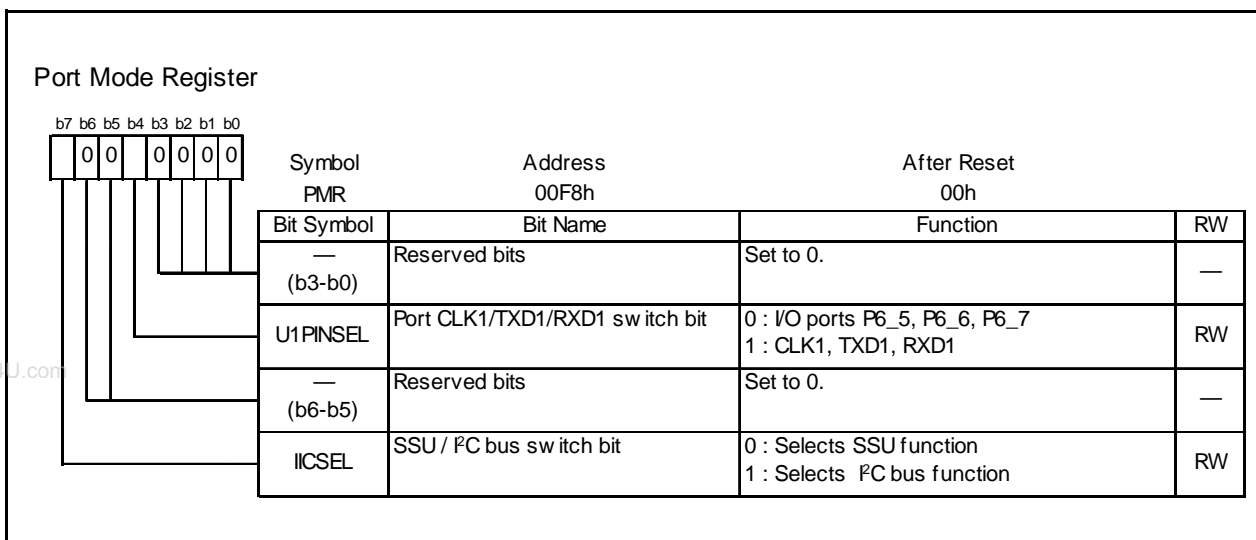 Port Mode Register
b7 b6 b5 b4 b3 b2 b1 b0
0 0 0 0 0 0
Symbol Address After Reset
PMR 00F8h 00h
Bit Symbol Bit Name Function RW
— (b3-b0) Reserved bits Set to 0. —
U1PINSEL Port CLK1/TXD1/RXD1 switch bit 0 : I/O ports P6_5, P6_6, P6_7
1 : CLK1, TXD1, RXD1 RW
— (b6-b5) Reserved bits Set to 0. —
IICSEL SSU / I²C bus switch bit 0 : Selects SSU function
1 : Selects I²C bus function RW
U.com